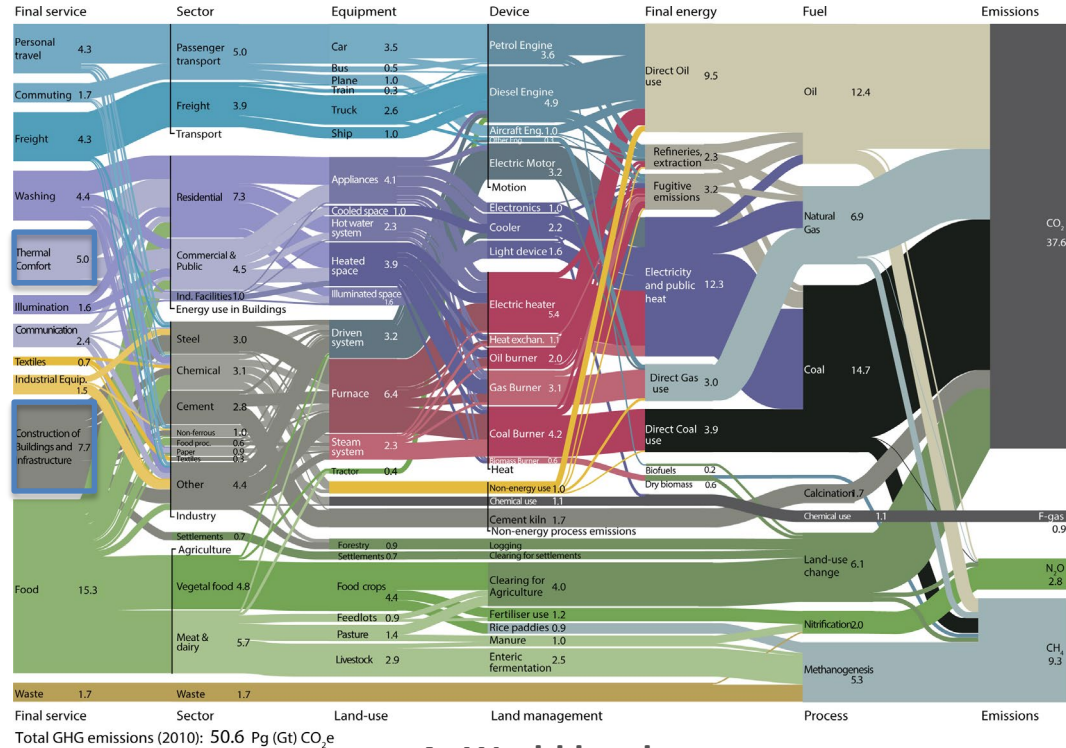 Final service
Sector
Equipment
Device
Final energy
Fuel
Emissions
Personal
travel 4.3
Commuting 1.7
Freight 4.3
Washing 4.4
Thermal
Comfort 5.0
Illumination 1.6
Communication
2.4
Textiles 0.7
Industrial Equip.
1.5
Construction of
Buildings and 7.7
Infrastructure
Food 15.3
Waste 1.7
Passenger 5.0
transport
Freight 3.9
Transport
Residential 7.3
Commercial &
Public 4.5
Ind. Facilities 1.0
Energy use in Buildings
Steel 3.0
Chemical 3.1
Cement 2.8
Non-ferrous 1.0
Food proc. 0.6
Paper 0.9
Textiles 0.3
Other 4.4
Industry
Settlements 0.7
Agriculture
Vegetal food 4.8
Meat &
dairy 5.7
Waste 1.7
Car 3.5
Bus 0.5
Plane 1.0
Train 0.3
Truck 2.6
Ship 1.0
Appliances 4.1
Cooled space 1.0
Hot water
system 2.3
Heated
space 3.9
Illuminated space
1.6
Driven
system 3.2
Furnace 6.4
Steam
system 2.3
Tractor 0.4
Forestry 0.9
Settlements 0.7
Food crops
4.4
Feedlots 0.9
Pasture 1.4
Livestock 2.9
Petrol Engine
3.6
Diesel Engine
4.9
Aircraft Eng. 1.0
Other Eng.
Electric Motor
3.2
Motion
Electronics 1.0
Cooler 2.2
Light device 1.6
Electric heater
5.4
Heat exchan. 1.1
Oil burner 2.0
Gas Burner 3.1
Coal Burner 4.2
Biomass Burner 0.6
Heat
Non-energy use 1.0
Chemical use 1.1
Cement kiln 1.7
Non-energy process emissions
Logging
Clearing for settlements
Clearing for
Agriculture 4.0
Fertiliser use 1.2
Rice paddies 0.9
Manure 1.0
Enteric
fermentation 2.5
Direct Oil
use 9.5
Refineries,
extraction 2.3
Fugitive
emissions 3.2
Electricity
and public 12.3
heat
Direct Gas
use 3.0
Direct Coal
use 3.9
Biofuels 0.2
Dry biomass 0.6
Oil 12.4
Natural
Gas 6.9
Coal 14.7
Calcination 1.7
Chemical use 1.1
Land-use
change 6.1
Nitrification 2.0
Methanogenesis
5.3
CO2
37.6
F-gas
0.9
N2O
2.8
CH4
9.3
Final service
Sector
Land-use
Land management
Process
Emissions
Total GHG emissions (2010): 50.6 Pg (Gt) CO2e